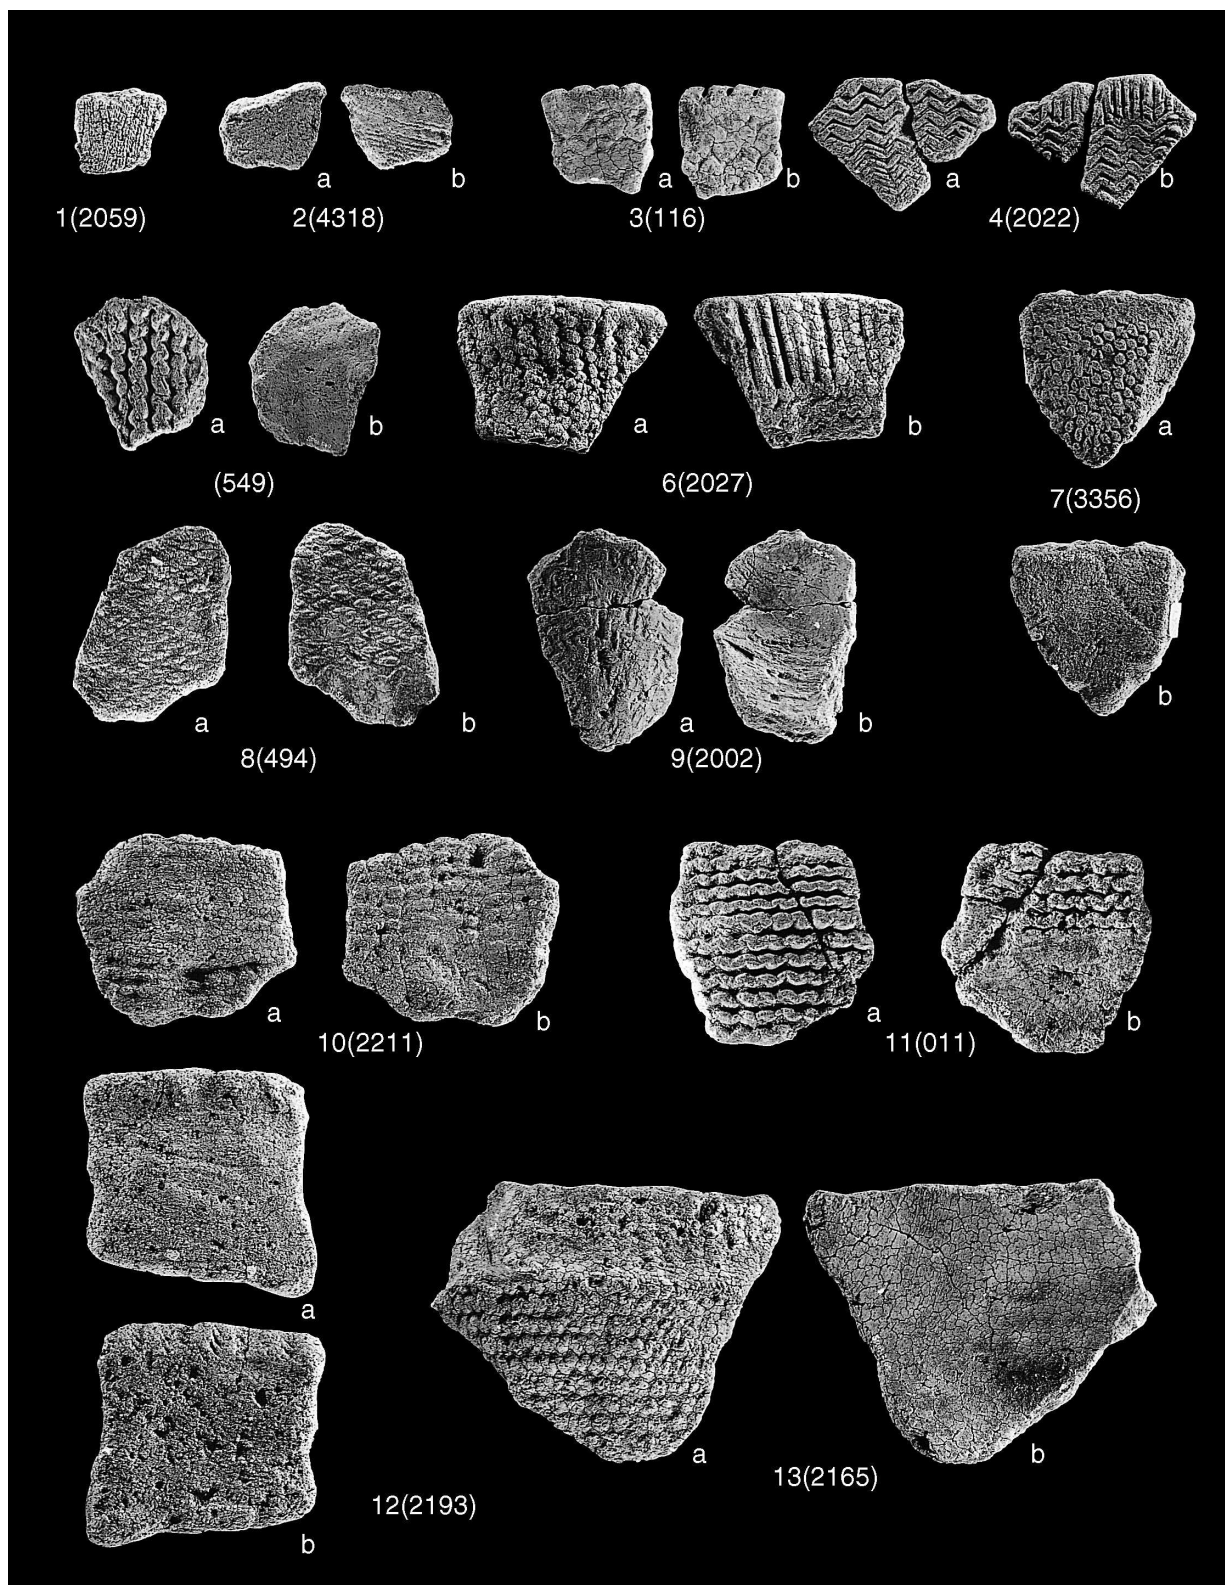 a b a b a b
1(2059) 2(4318) 3(116) 4(2022)
a b a b a
(549) 6(2027) 7(3356)
a b a b b
8(494) 9(2002)
a b a b
10(2211) 11(011)
a
a b
12(2193) 13(2165)
b